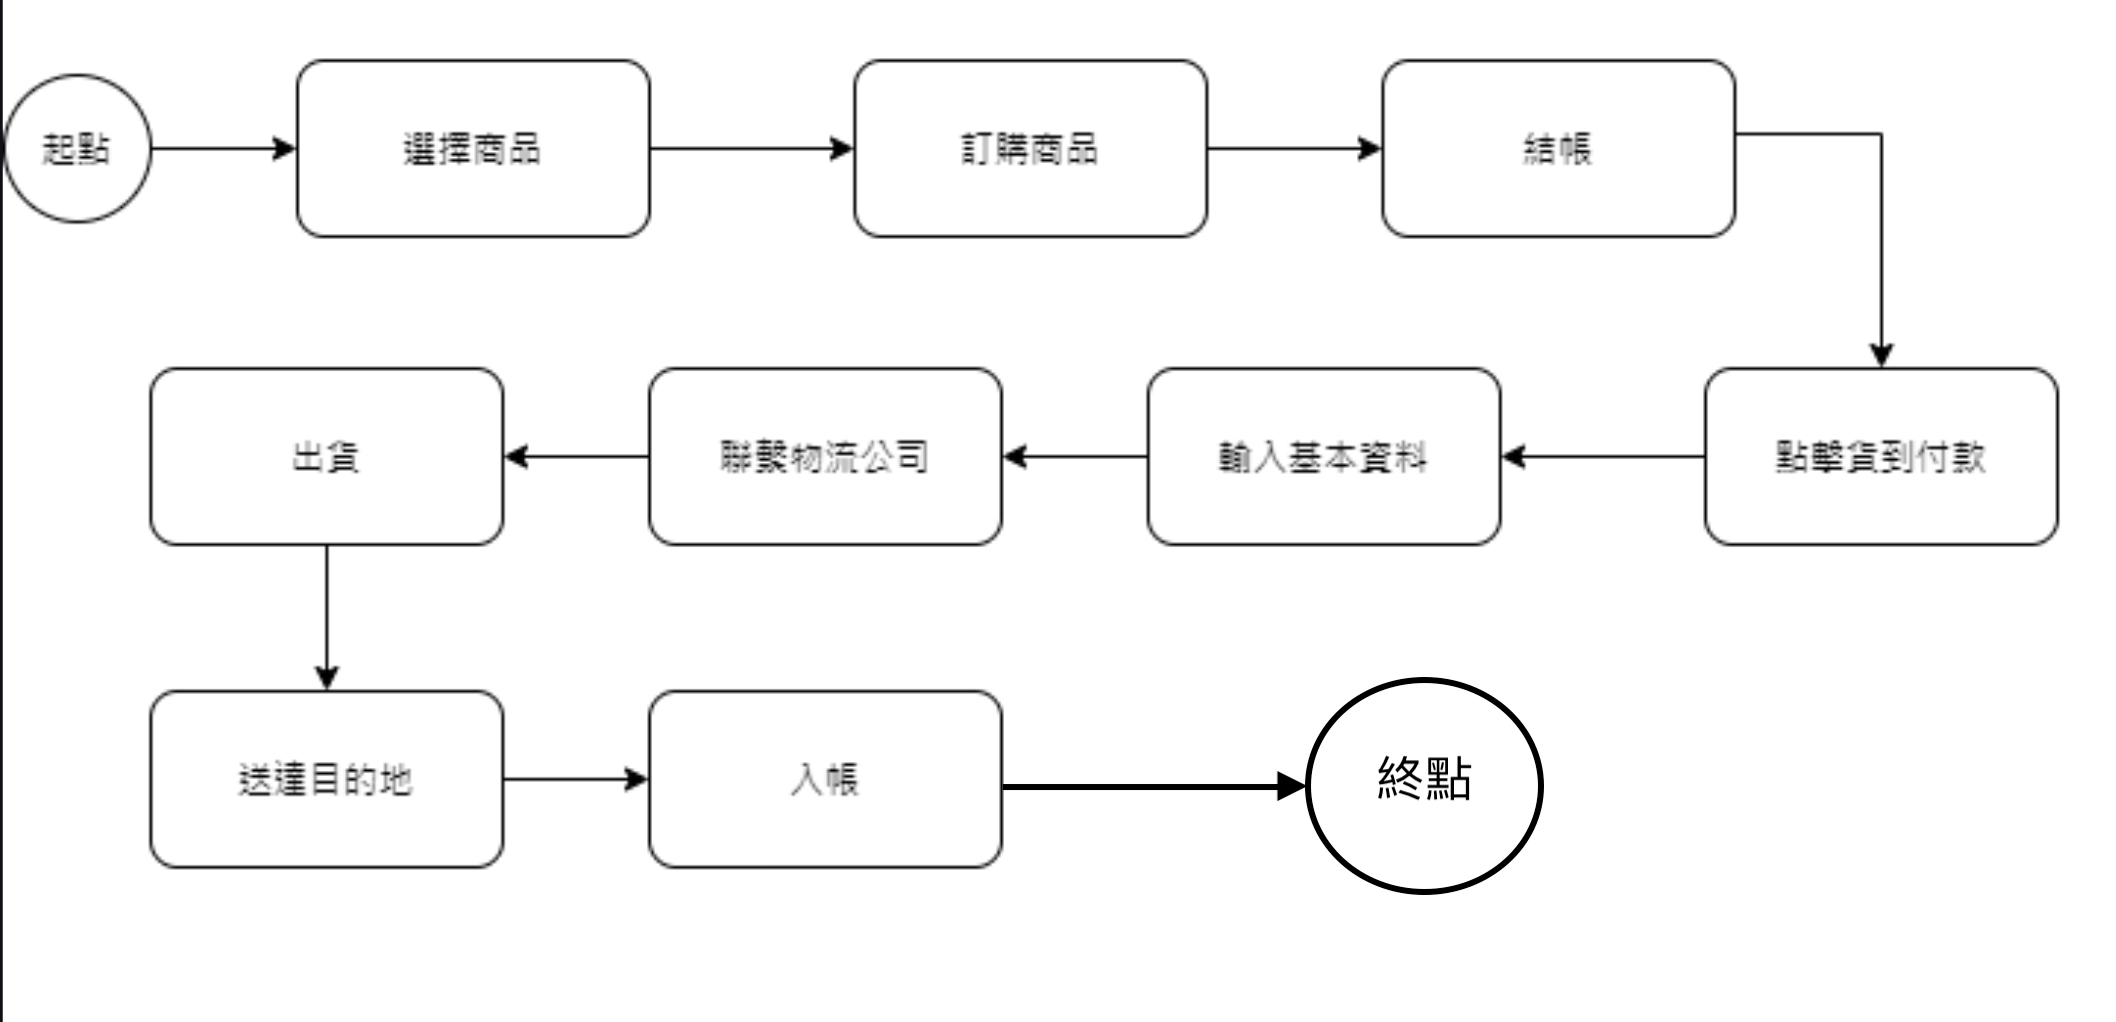 起點
選擇商品
訂購商品
結帳
點擊貨到付款
輸入基本資料
聯繫物流公司
出貨
送達目的地
入帳
終點